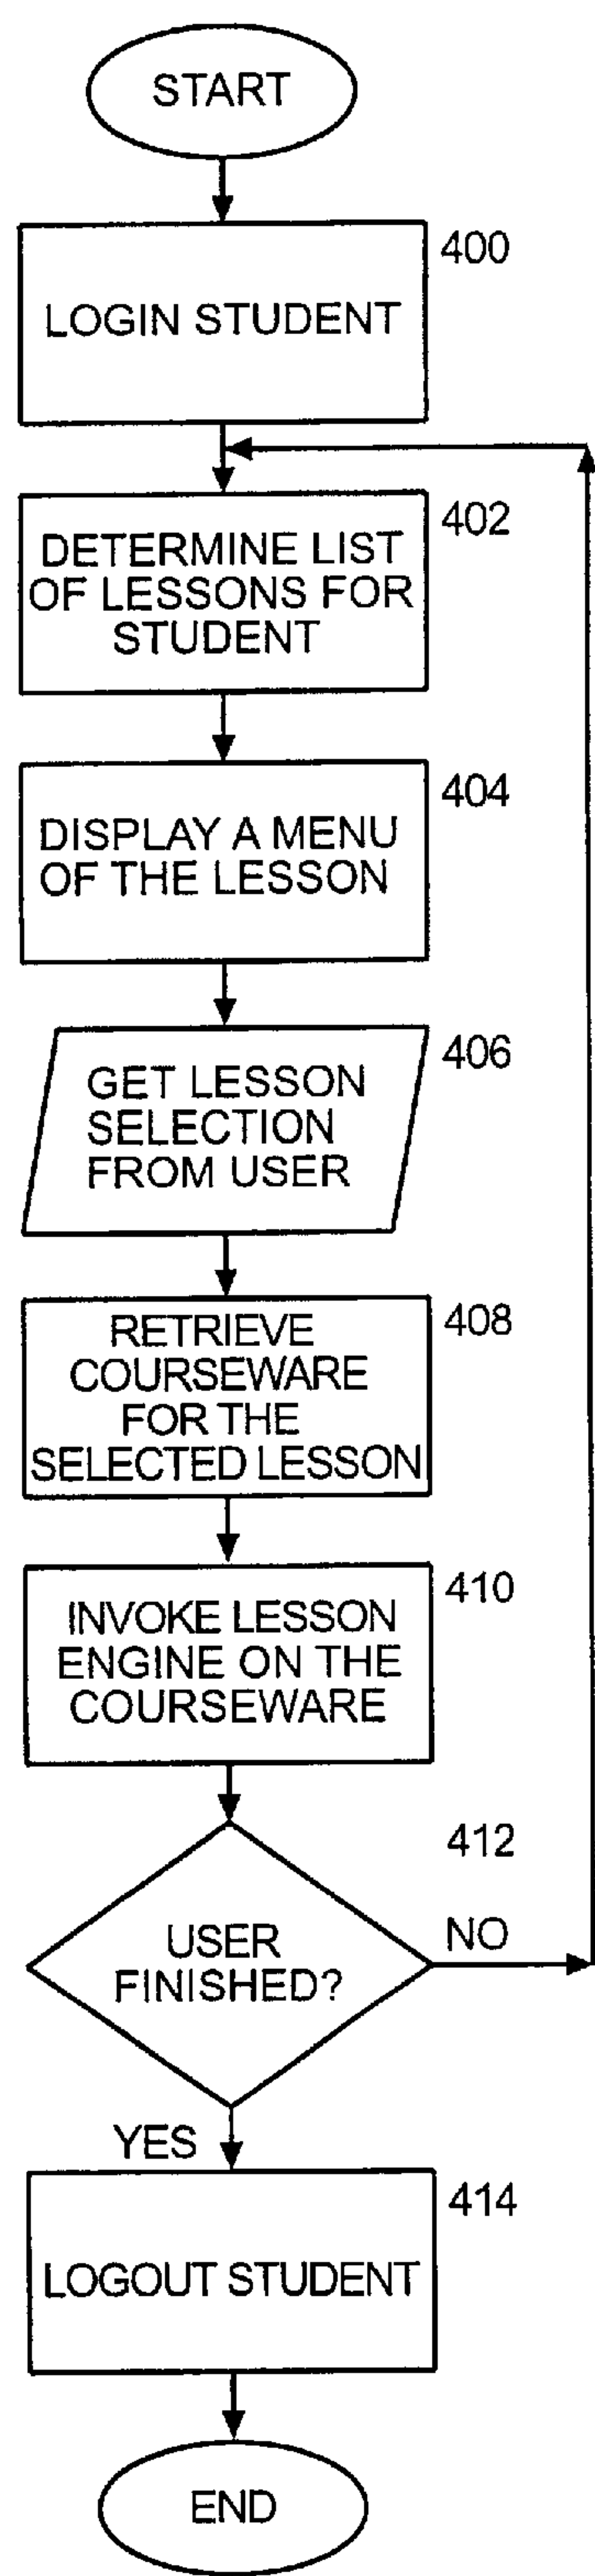 START
400
LOGIN STUDENT
402
DETERMINE LIST
OF LESSONS FOR
STUDENT
404
DISPLAY A MENU
OF THE LESSON
406
GET LESSON
SELECTION
FROM USER
408
RETRIEVE
COURSEWARE
FOR THE
SELECTED LESSON
410
INVOKE LESSON
ENGINE ON THE
COURSEWARE
412
USER
FINISHED?
NO
YES
414
LOGOUT STUDENT
END